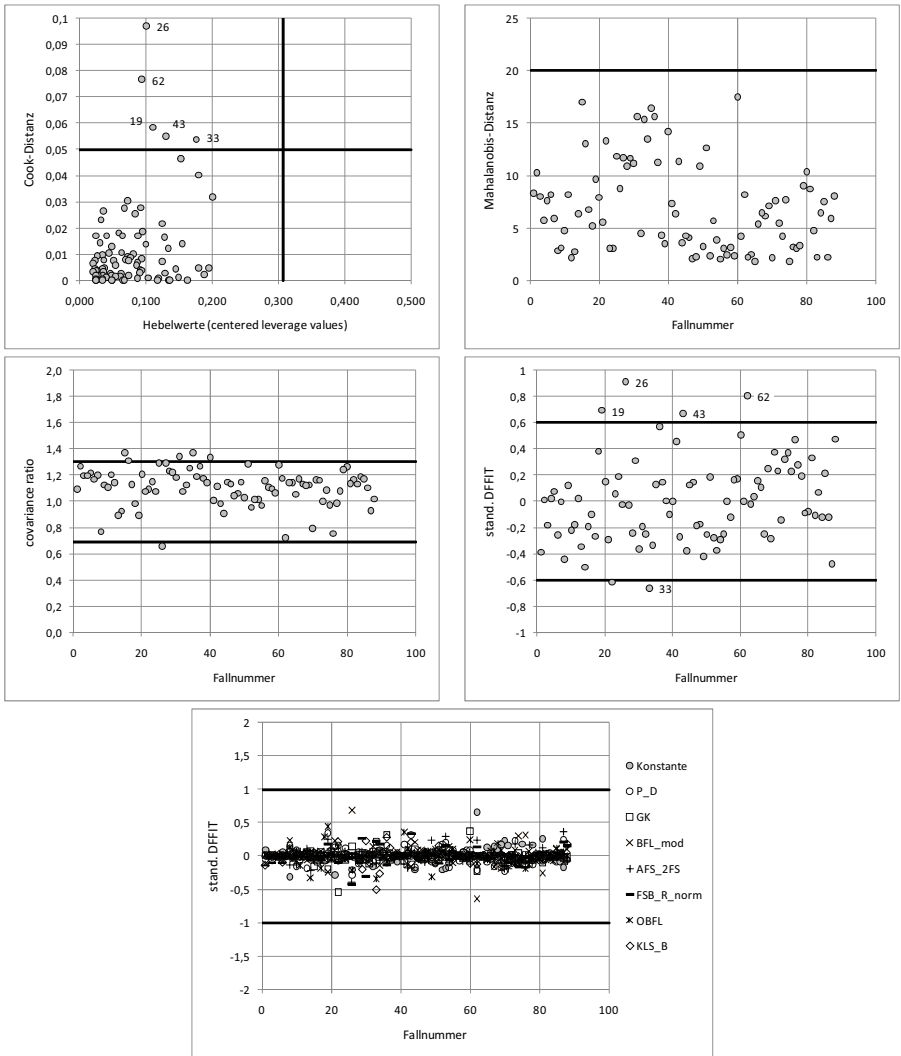 Cook-Distanz
0,1
0,09
0,08
0,07
0,06
0,05
0,04
0,03
0,02
0,01
0
26
62
19
43
33
0,000 0,100 0,200 0,300 0,400 0,500
Hebelwerte (centered leverage values)
Mahalanobis-Distanz
25
20
15
10
5
0
0 20 40 60 80 100
Fallnummer
covariance ratio
2,0
1,8
1,6
1,4
1,2
1,0
0,8
0,6
0,4
0,2
0,0
0 20 40 60 80 100
Fallnummer
stand.DFFIT
1
0,8
0,6
0,4
0,2
0
-0,2
-0,4
-0,6
-0,8
-1
26
62
19
43
33
0 20 40 60 80 100
Fallnummer
stand. DFFIT
2
1,5
1
0,5
0
-0,5
-1
-1,5
-2
0 20 40 60 80 100
Fallnummer
Konstante
P_D
GK
BFL_mod
AFS_2FS
FSB_R_norm
OBFL
KLS_B